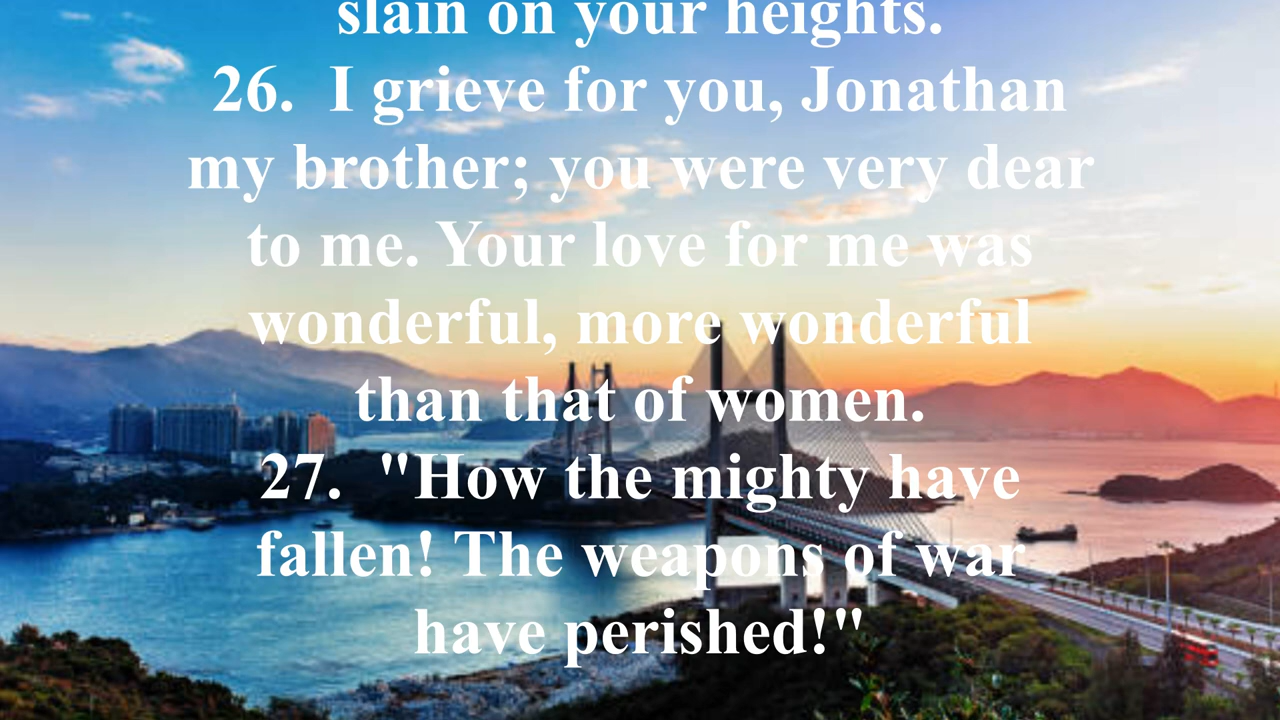 slain on your heights.
26. I grieve for you, Jonathan
my brother; you were very dear
to me. Your love for me was
wonderful, more wonderful
than that of women.
27. "How the mighty have
fallen! The weapons of war
have perished!"